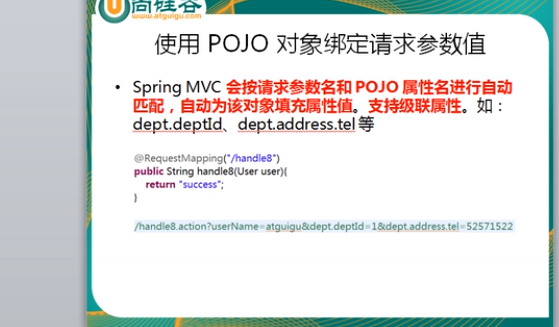 尚硅谷
www.atguigu.com
使用 POJO 对象绑定请求参数值
• Spring MVC 会按请求参数名和 POJO 属性名进行自动
匹配，自动为该对象填充属性值。支持级联属性。如：
dept.deptId、dept.address.tel 等
@RequestMapping("/handle8")
public String handle8(User user){
return "success";
}
/handle8.action?userName=atguigu&dept.deptId=1&dept.address.tel=52571522